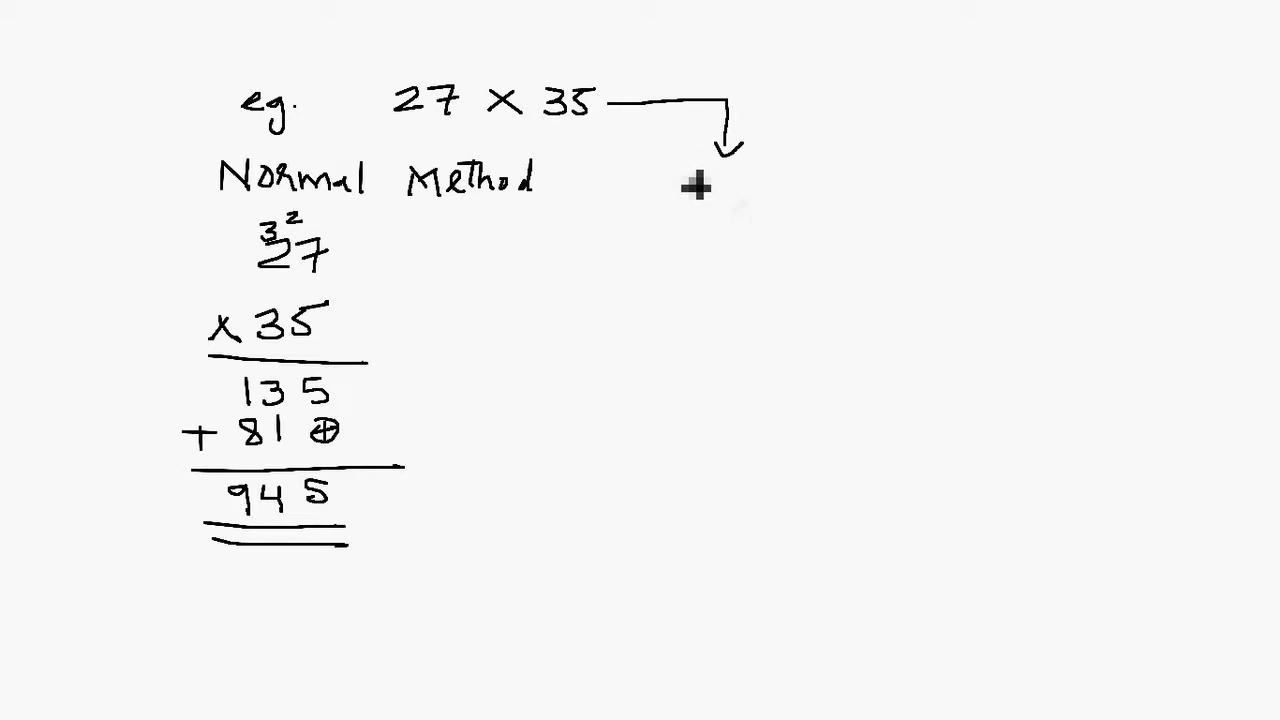 eg. 27 × 35
Normal Method
3 2
27
× 35
135
+ 81 ⊕
945